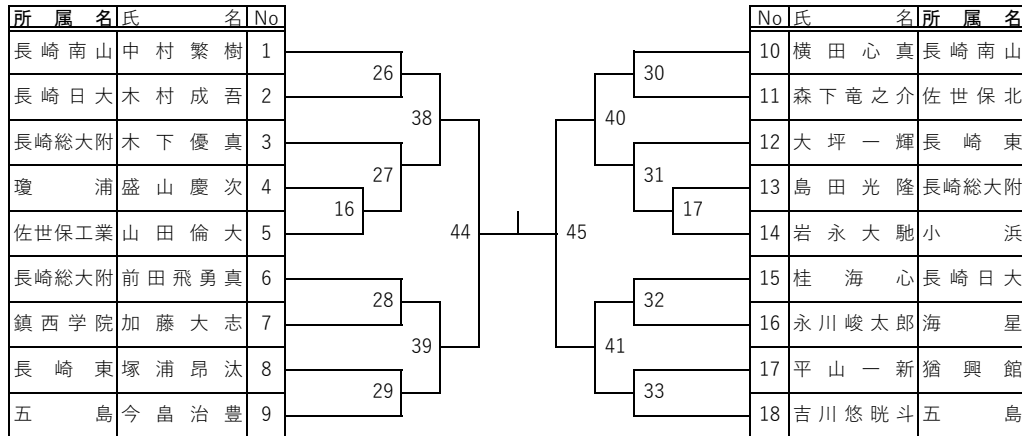 所属名 氏名 No No 氏名 所属名
長崎南山 中村繁樹 1 10 横田心真 長崎南山
26 30
長崎日大 木村成吾 2 11 森下竜之介 佐世保北
38 40
長崎総大附 木下優真 3 12 大坪一輝 長崎東
27 31
瓊浦 盛山慶次 4 13 島田光隆 長崎総大附
16 17
佐世保工業 山田倫大 5 44 45 14 岩永大馳 小浜
長崎総大附 前田飛勇真 6 15 桂海心 長崎日大
28 32
鎮西学院 加藤大志 7 16 永川峻太郎 海星
39 41
長崎東 塚浦昂汰 8 17 平山一新 猶興館
29 33
五島 今畠治豊 9 18 吉川悠晄斗 五島